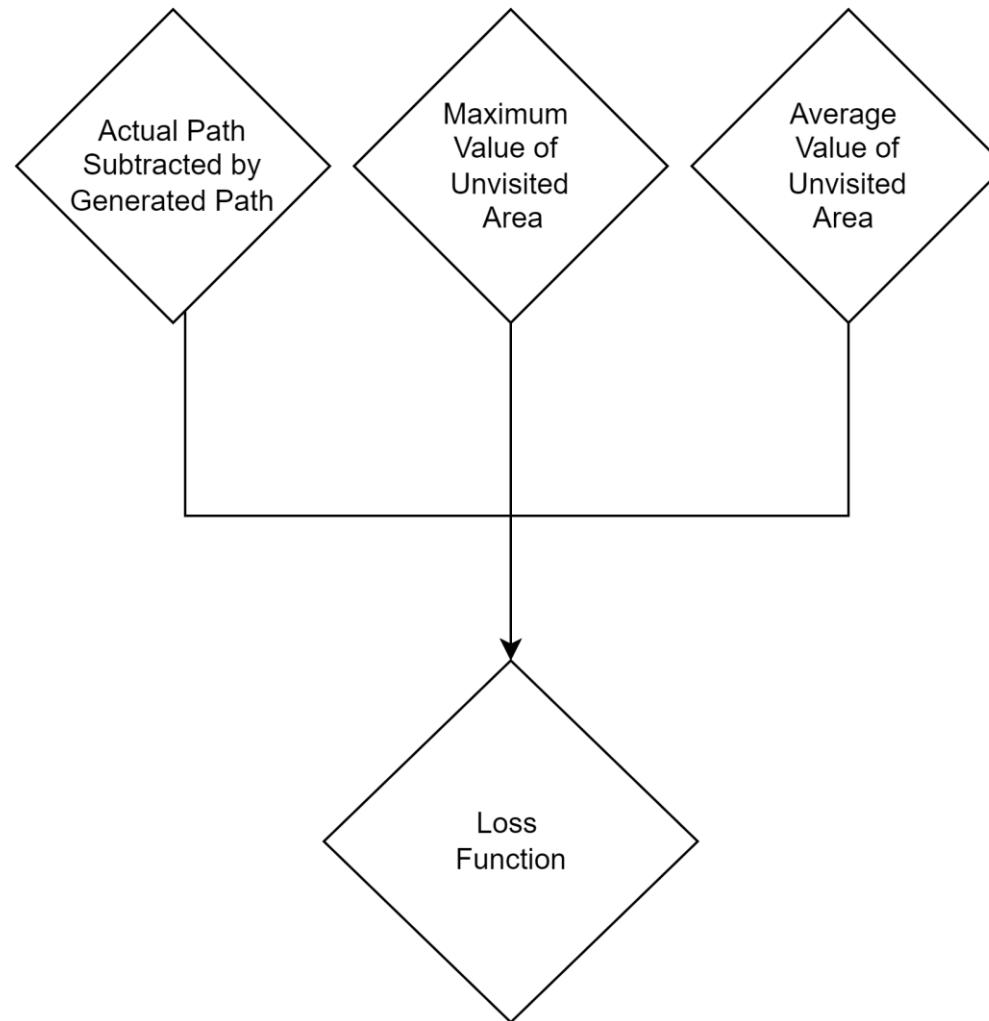 Actual Path
Subtracted by
Generated Path
Maximum
Value of
Unvisited
Area
Average
Value of
Unvisited
Area
Loss
Function